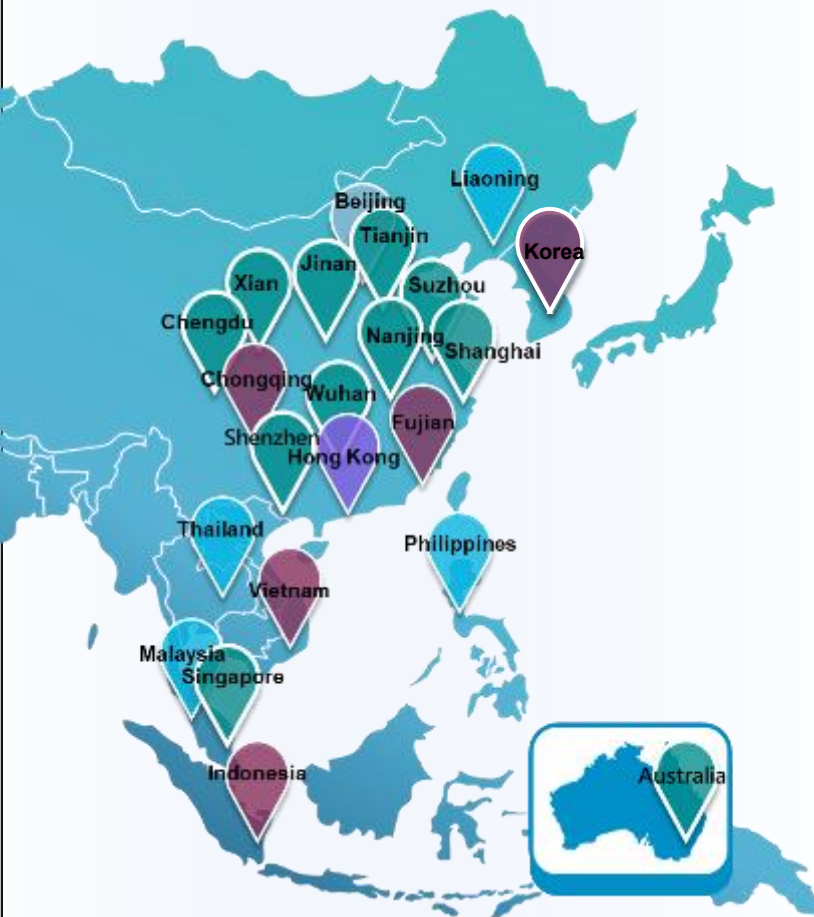 Liaoning
Beijing
Tianjin
Korea
Jinan
Xian
Suzhou
Chengdu
Nanjing
Shanghai
Chongqing
Wuhan
Fujian
Shenzhen
Hong Kong
Thailand
Philippines
Vietnam
Malaysia
Singapore
Indonesia
Australia